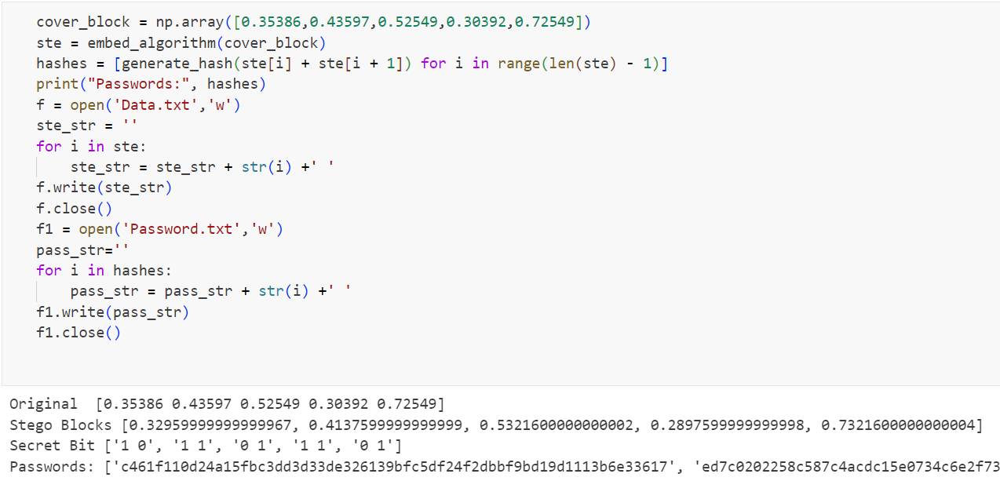 cover_block = np.array([0.35386,0.43597,0.52549,0.30392,0.72549])
ste = embed_algorithm(cover_block)
hashes = [generate_hash(ste[i] + ste[i + 1]) for i in range(len(ste) - 1)]
print("Passwords:", hashes)
f = open('Data.txt','w')
ste_str = ''
for i in ste:
    ste_str = ste_str + str(i) +' '
f.write(ste_str)
f.close()
f1 = open('Password.txt','w')
pass_str=''
for i in hashes:
    pass_str = pass_str + str(i) +' '
f1.write(pass_str)
f1.close()
Original  [0.35386 0.43597 0.52549 0.30392 0.72549]
Stego Blocks [0.32959999999999967, 0.4137599999999999, 0.5321600000000002, 0.2897599999999998, 0.7321600000000004]
Secret Bit ['1 0', '1 1', '0 1', '1 1', '0 1']
Passwords: ['c461f110d24a15fbc3dd3d33de326139bfc5df24f2dbbf9bd19d1113b6e33617', 'ed7c0202258c587c4acdc15e0734c6e2f73